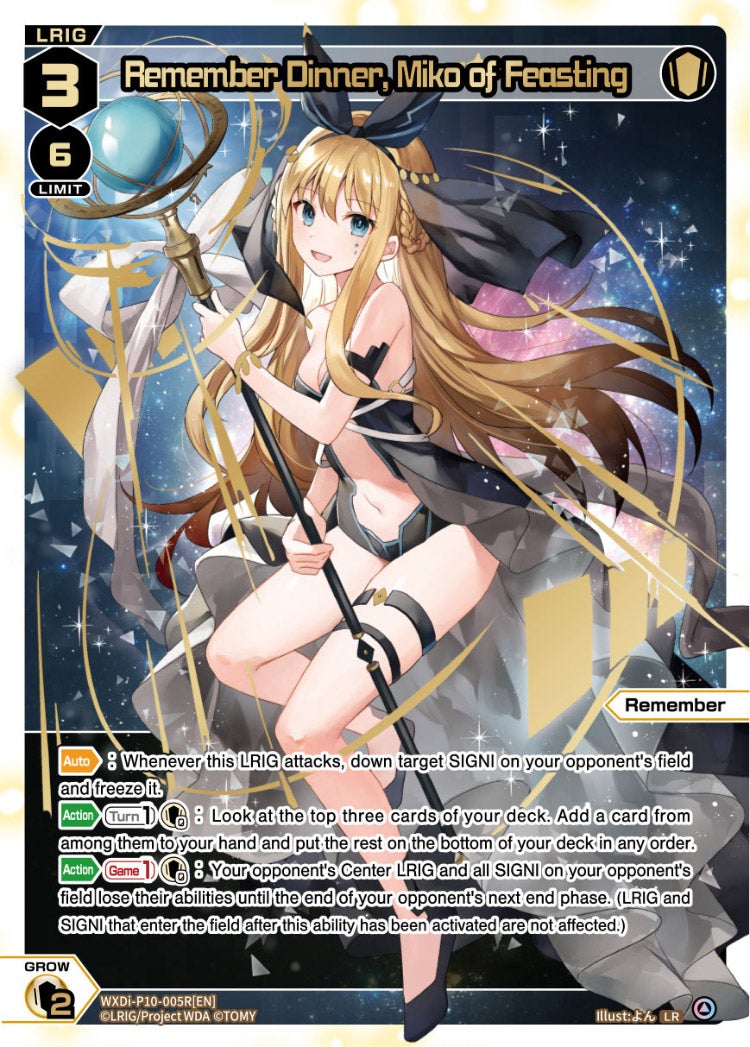 LRIG
3
Remember Dinner, Miko of Feasting
6
LIMIT
Remember
Auto : Whenever this LRIG attacks, down target SIGNI on your opponent's field
and freeze it.
Action Turn 1 0 : Look at the top three cards of your deck. Add a card from
among them to your hand and put the rest on the bottom of your deck in any order.
Action Game 1 0 : Your opponent's Center LRIG and all SIGNI on your opponent's
field lose their abilities until the end of your opponent's next end phase. (LRIG and
SIGNI that enter the field after this ability has been activated are not affected.)
GROW
2
WXDi-P10-005R[EN]
©LRIG/Project WDA ©TOMY
Illust:よん LR